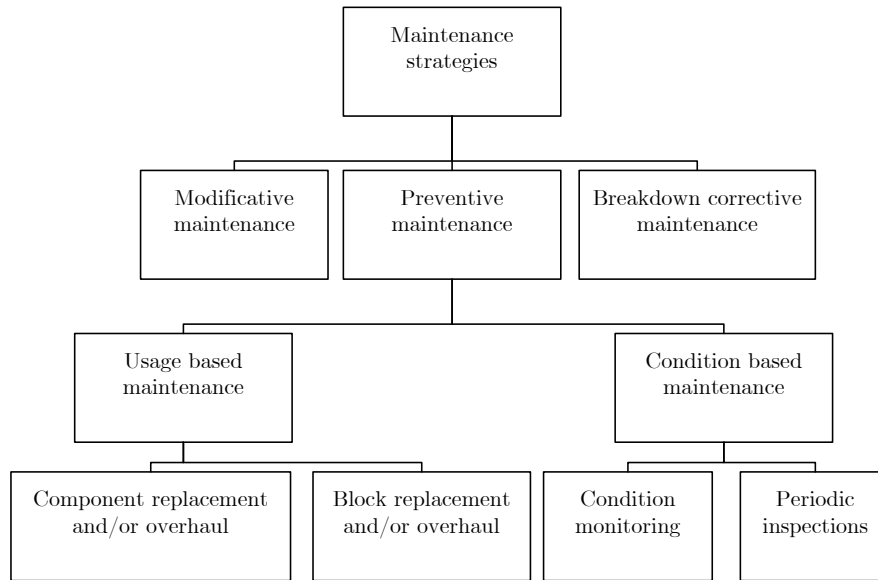 Maintenance
strategies
Modificative
maintenance
Preventive
maintenance
Breakdown corrective
maintenance
Usage based
maintenance
Condition based
maintenance
Component replacement
and/or overhaul
Block replacement
and/or overhaul
Condition
monitoring
Periodic
inspections